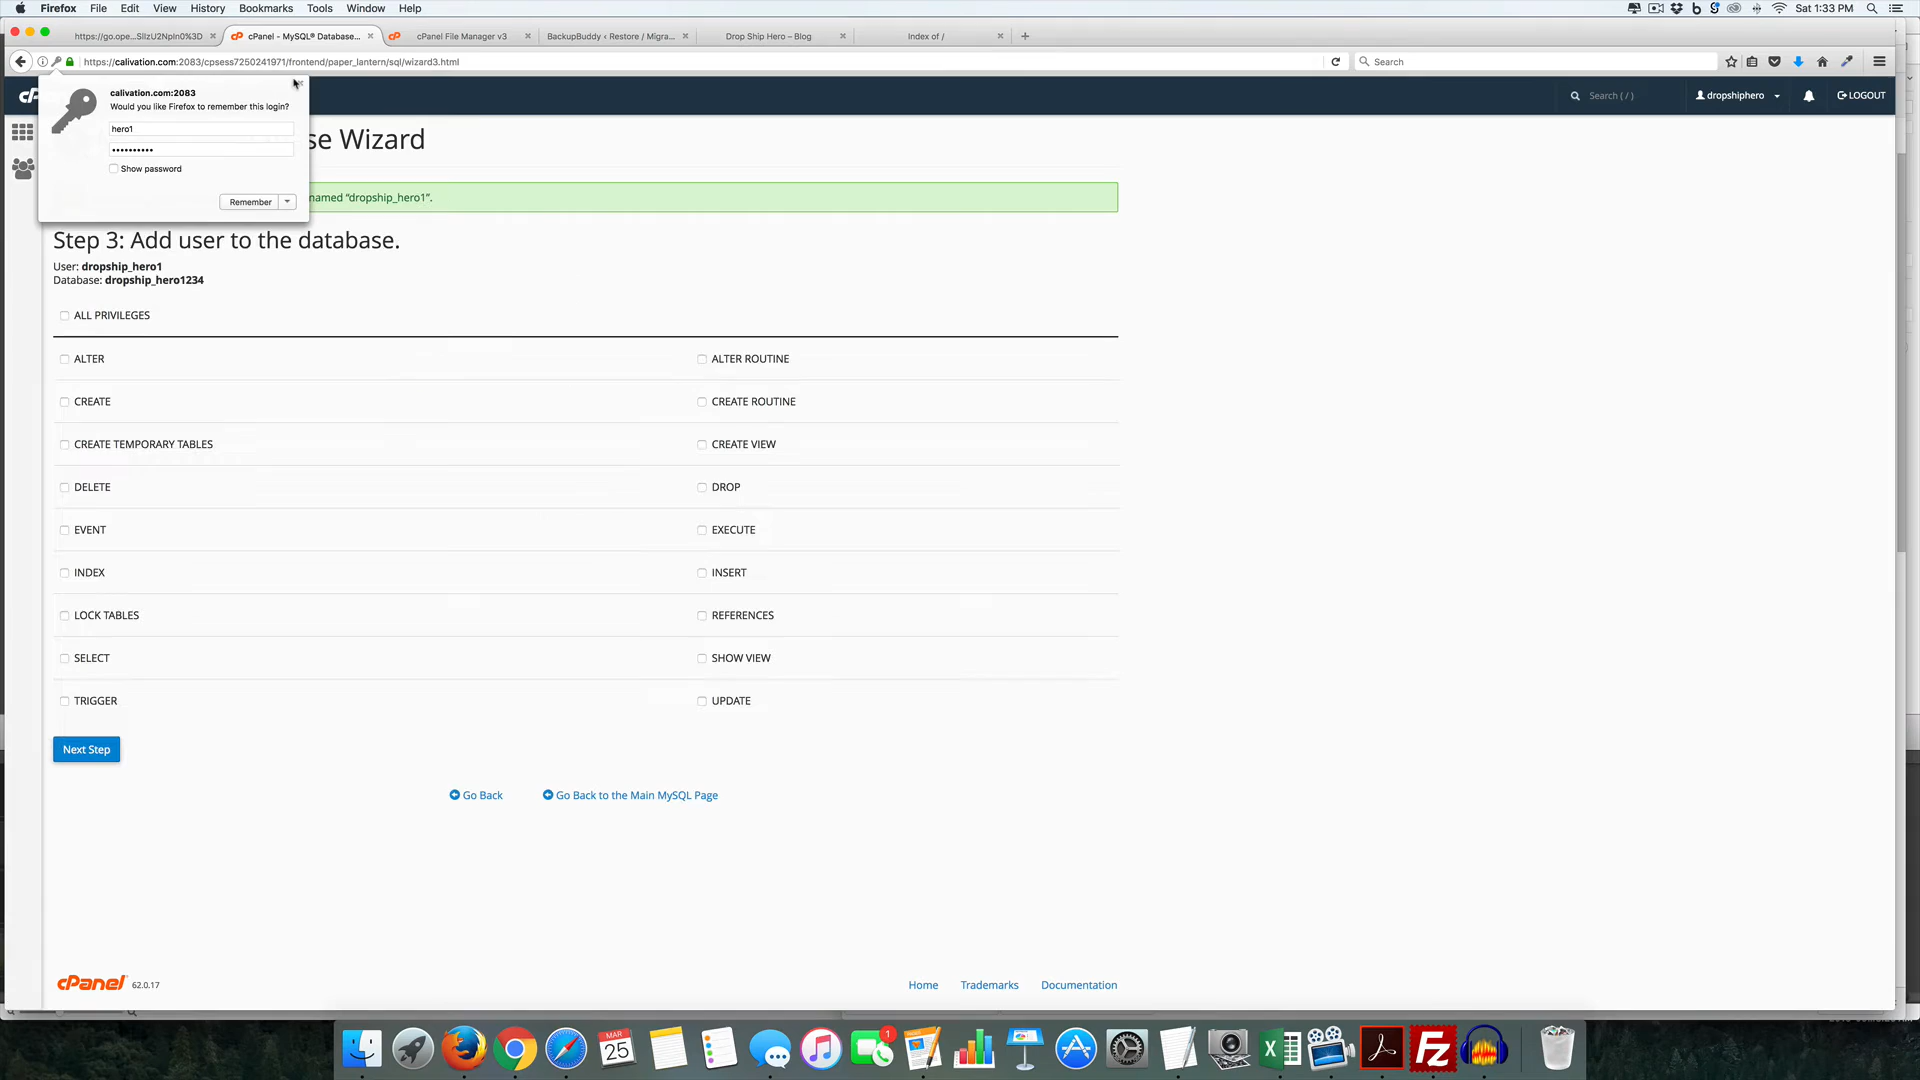 Firefox File Edit View History Bookmarks Tools Window Help Sat 1:33 PM
https://go.ope...SlIzU2NpIn0%3D cPanel - MySQL® Database... cPanel File Manager v3 BackupBuddy ‹ Restore / Migra... Drop Ship Hero – Blog Index of /
https://calivation.com:2083/cpsess7250241971/frontend/paper_lantern/sql/wizard3.html Search
calivation.com:2083
Would you like Firefox to remember this login?
hero1
••••••••••
Show password
Remember
Search ( / ) dropshiphero LOGOUT
se Wizard
named “dropship_hero1”.
Step 3: Add user to the database.
User: dropship_hero1
Database: dropship_hero1234
ALL PRIVILEGES
ALTER ALTER ROUTINE
CREATE CREATE ROUTINE
CREATE TEMPORARY TABLES CREATE VIEW
DELETE DROP
EVENT EXECUTE
INDEX INSERT
LOCK TABLES REFERENCES
SELECT SHOW VIEW
TRIGGER UPDATE
Next Step
Go Back Go Back to the Main MySQL Page
cPanel 62.0.17 Home Trademarks Documentation
MAR
25
1